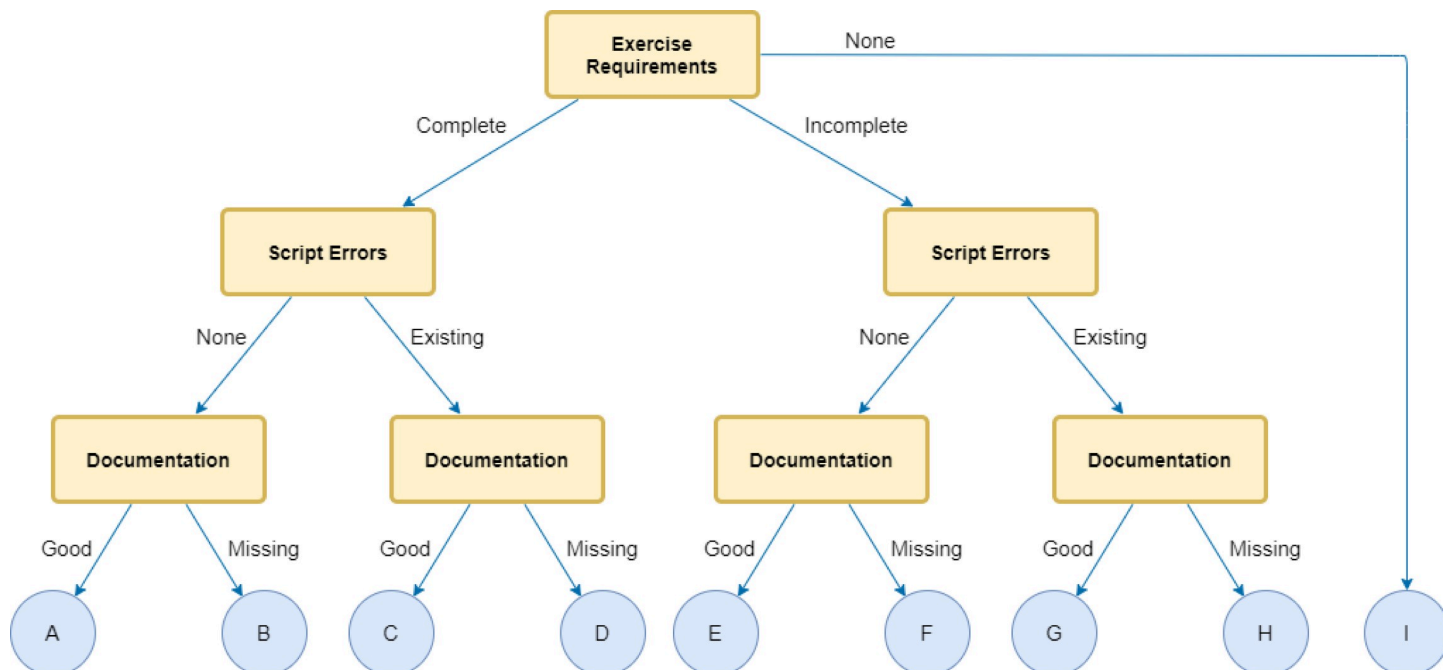 Exercise
Requirements
None
Complete
Incomplete
Script Errors
Script Errors
None
Existing
None
Existing
Documentation
Documentation
Documentation
Documentation
Good
Missing
Good
Missing
Good
Missing
Good
Missing
A
B
C
D
E
F
G
H
I